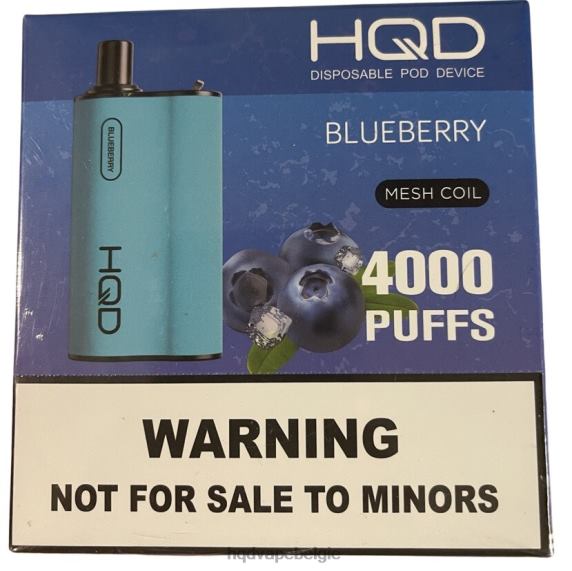 HQD
DISPOSABLE POD DEVICE
BLUEBERRY
MESH COIL
4000
PUFFS
BLUEBERRY
HQD
WARNING
NOT FOR SALE TO MINORS
hqdvapebelgie